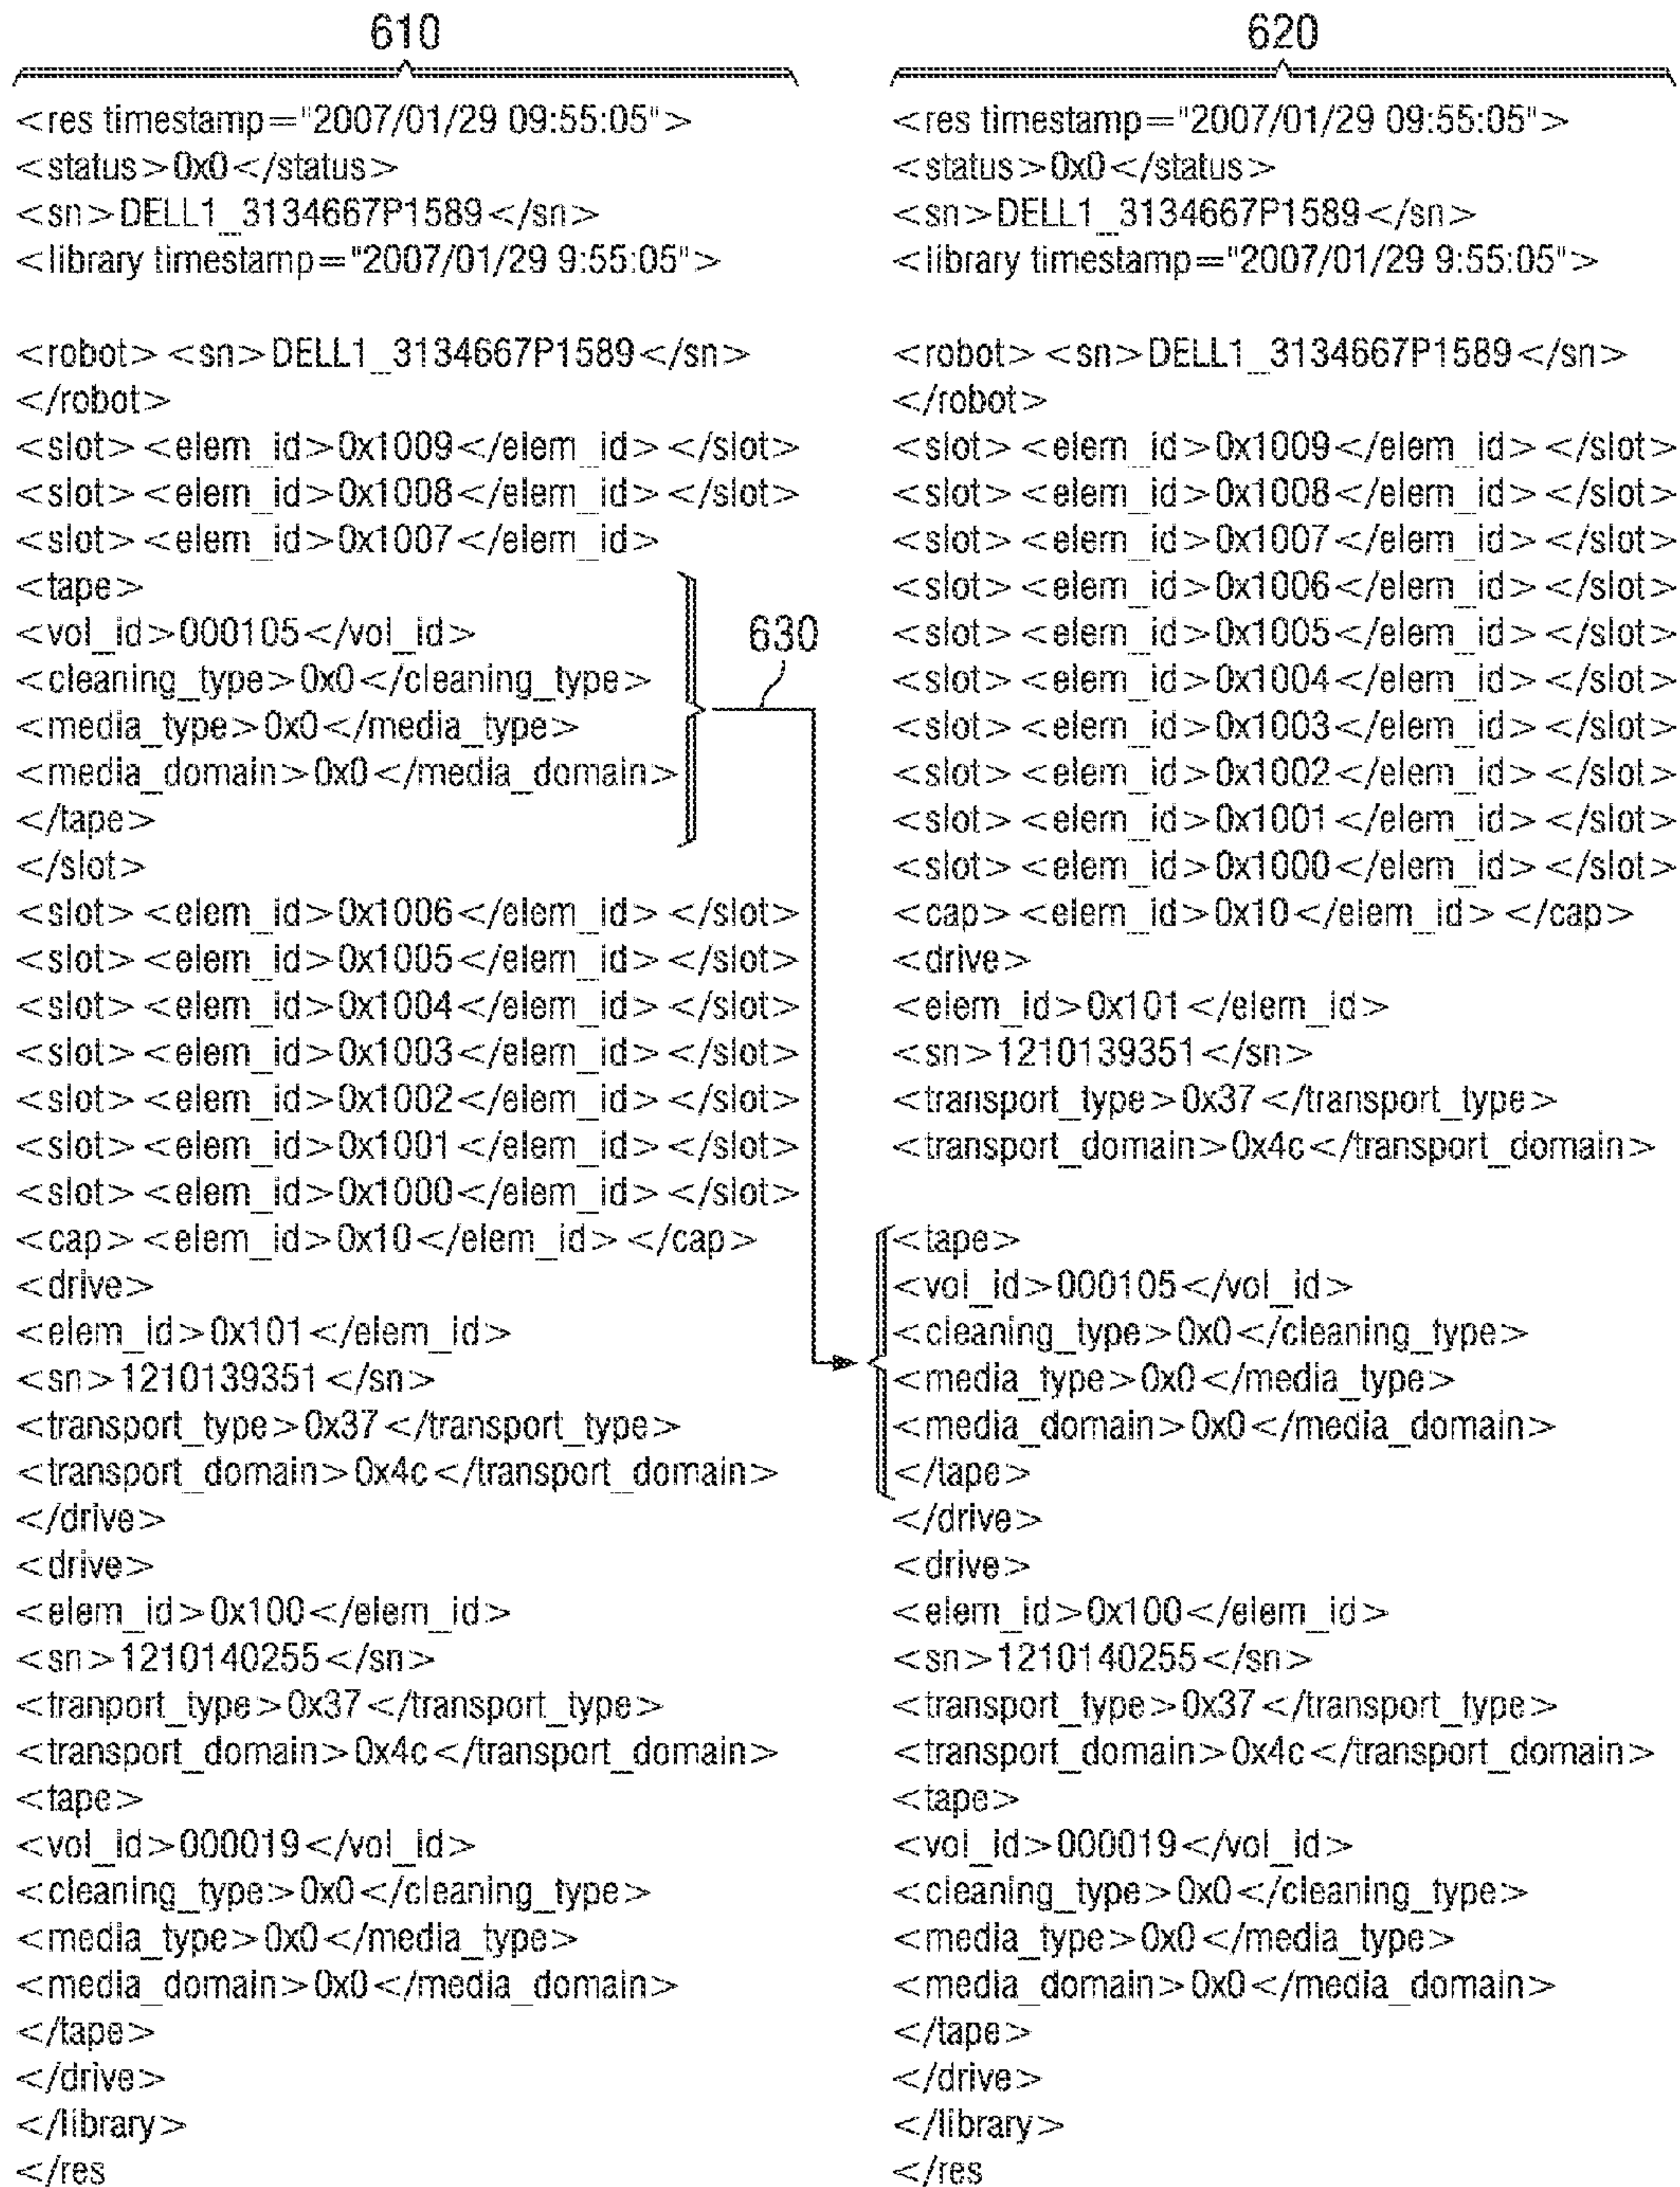 610
<res timestamp="2007/01/29 09:55:05">
<status>0x0</status>
<sn>DELL1_3134667P1589</sn>
<library timestamp="2007/01/29 9:55:05">
<robot> <sn>DELL1_3134667P1589</sn>
</robot>
<slot> <elem_id>0x1009</elem_id> </slot>
<slot> <elem_id>0x1008</elem_id> </slot>
<slot> <elem_id>0x1007</elem_id>
<tape>
<vol_id>000105</vol_id>
<cleaning_type>0x0</cleaning_type>
<media_type>0x0</media_type>
<media_domain>0x0</media_domain>
</tape>
</slot>
<slot> <elem_id>0x1006</elem_id> </slot>
<slot> <elem_id>0x1005</elem_id> </slot>
<slot> <elem_id>0x1004</elem_id> </slot>
<slot> <elem_id>0x1003</elem_id> </slot>
<slot> <elem_id>0x1002</elem_id> </slot>
<slot> <elem_id>0x1001</elem_id> </slot>
<slot> <elem_id>0x1000</elem_id> </slot>
<cap> <elem_id>0x10</elem_id> </cap>
<drive>
<elem_id>0x101</elem_id>
<sn>1210139351</sn>
<transport_type>0x37</transport_type>
<transport_domain>0x4c</transport_domain>
</drive>
<drive>
<elem_id>0x100</elem_id>
<sn>1210140255</sn>
<tranport_type>0x37</transport_type>
<transport_domain>0x4c</transport_domain>
<tape>
<vol_id>000019</vol_id>
<cleaning_type>0x0</cleaning_type>
<media_type>0x0</media_type>
<media_domain>0x0</media_domain>
</tape>
</drive>
</library>
</res
630
620
<res timestamp="2007/01/29 09:55:05">
<status>0x0</status>
<sn>DELL1_3134667P1589</sn>
<library timestamp="2007/01/29 9:55:05">
<robot> <sn>DELL1_3134667P1589</sn>
</robot>
<slot> <elem_id>0x1009</elem_id> </slot>
<slot> <elem_id>0x1008</elem_id> </slot>
<slot> <elem_id>0x1007</elem_id> </slot>
<slot> <elem_id>0x1006</elem_id> </slot>
<slot> <elem_id>0x1005</elem_id> </slot>
<slot> <elem_id>0x1004</elem_id> </slot>
<slot> <elem_id>0x1003</elem_id> </slot>
<slot> <elem_id>0x1002</elem_id> </slot>
<slot> <elem_id>0x1001</elem_id> </slot>
<slot> <elem_id>0x1000</elem_id> </slot>
<cap> <elem_id>0x10</elem_id> </cap>
<drive>
<elem_id>0x101</elem_id>
<sn>1210139351</sn>
<transport_type>0x37</transport_type>
<transport_domain>0x4c</transport_domain>
<tape>
<vol_id>000105</vol_id>
<cleaning_type>0x0</cleaning_type>
<media_type>0x0</media_type>
<media_domain>0x0</media_domain>
</tape>
</drive>
<drive>
<elem_id>0x100</elem_id>
<sn>1210140255</sn>
<transport_type>0x37</transport_type>
<transport_domain>0x4c</transport_domain>
<tape>
<vol_id>000019</vol_id>
<cleaning_type>0x0</cleaning_type>
<media_type>0x0</media_type>
<media_domain>0x0</media_domain>
</tape>
</drive>
</library>
</res